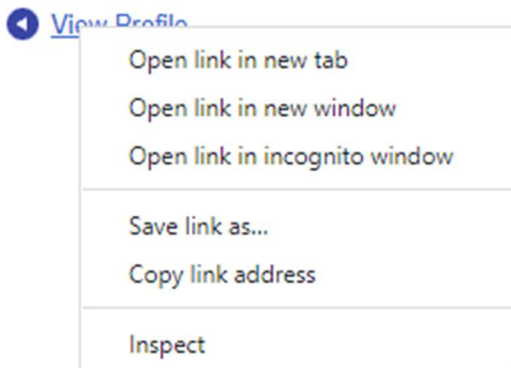 View Profile
Open link in new tab
Open link in new window
Open link in incognito window
Save link as...
Copy link address
Inspect